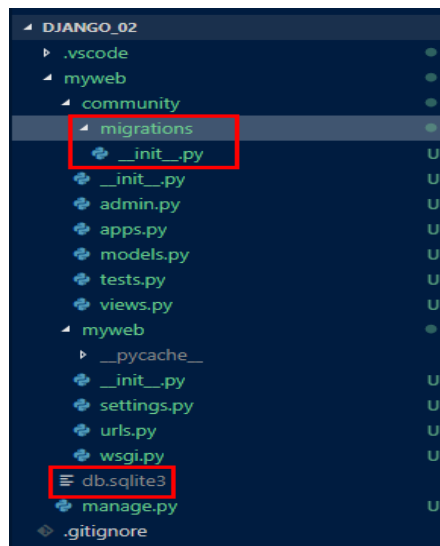 DJANGO_02
.vscode
myweb
community
migrations
__init__.py
U
__init__.py
U
admin.py
U
apps.py
U
models.py
U
tests.py
U
views.py
U
myweb
__pycache__
__init__.py
U
settings.py
U
urls.py
U
wsgi.py
U
db.sqlite3
manage.py
U
.gitignore